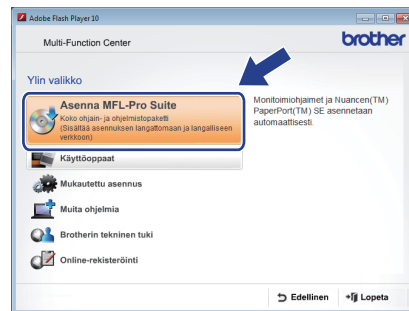 Adobe Flash Player 10
Multi-Function Center
brother
Ylin valikko
Asenna MFL-Pro Suite
Koko ohjain- ja ohjelmistopaketti
(Sisältää asennuksen langattomaan ja langalliseen
verkkoon)
Monitoimiohjaimet ja Nuancen(TM)
PaperPort(TM) SE asennetaan
automaattisesti.
Käyttöoppaat
Mukautettu asennus
Muita ohjelmia
Brotherin tekninen tuki
Online-rekisteröinti
Edellinen
Lopeta